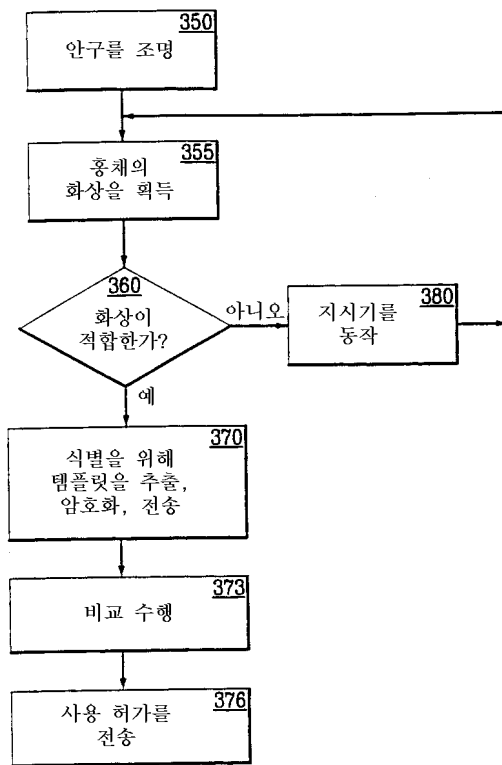 350
안구를 조명
355
홍채의
화상을 획득
360
화상이
적합한가?
아니오
380
지시기를
동작
예
370
식별을 위해
템플릿을 추출,
암호화, 전송
373
비교 수행
376
사용 허가를
전송